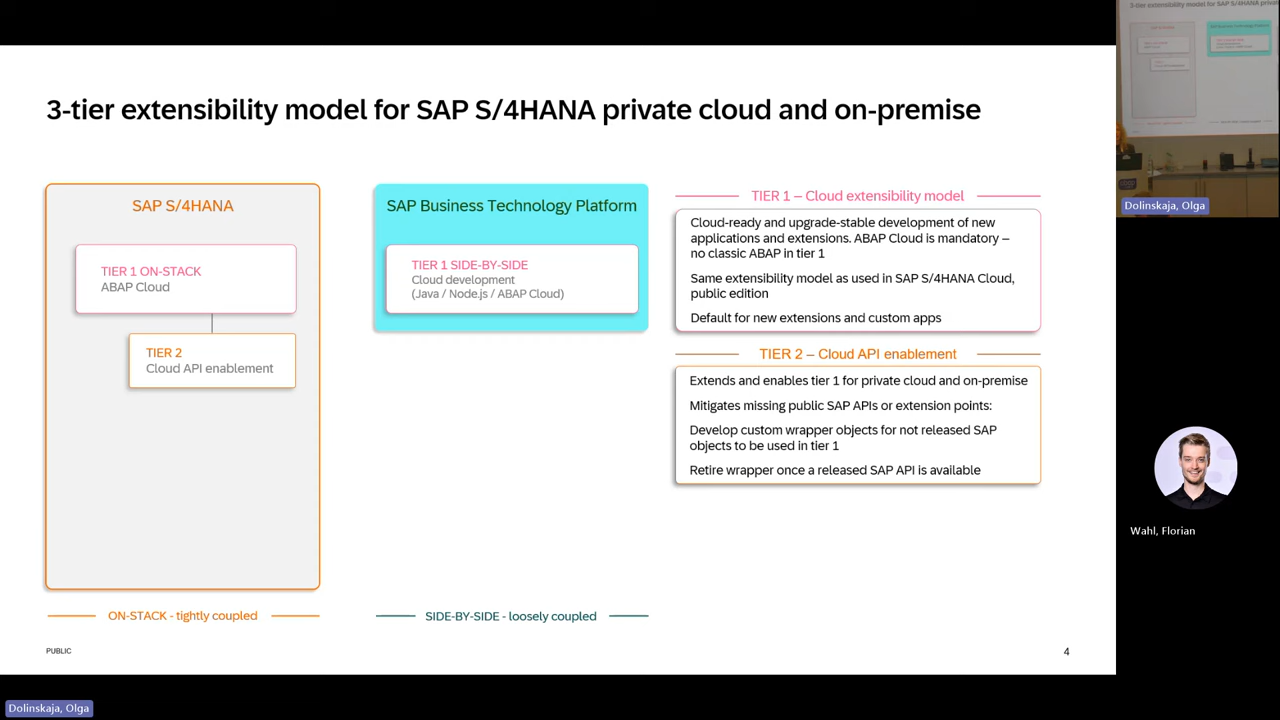 3-tier extensibility model for SAP S/4HANA private cloud and on-premise
SAP S/4HANA
TIER 1 ON-STACK
ABAP Cloud
TIER 2
Cloud API enablement
ON-STACK - tightly coupled
SAP Business Technology Platform
TIER 1 SIDE-BY-SIDE
Cloud development
(Java / Node.js / ABAP Cloud)
SIDE-BY-SIDE - loosely coupled
TIER 1 – Cloud extensibility model
Cloud-ready and upgrade-stable development of new
applications and extensions. ABAP Cloud is mandatory –
no classic ABAP in tier 1
Same extensibility model as used in SAP S/4HANA Cloud,
public edition
Default for new extensions and custom apps
TIER 2 – Cloud API enablement
Extends and enables tier 1 for private cloud and on-premise
Mitigates missing public SAP APIs or extension points:
Develop custom wrapper objects for not released SAP
objects to be used in tier 1
Retire wrapper once a released SAP API is available
PUBLIC
4
Dolinskaja, Olga
3-tier extensibility model for SAP S/4HANA
Dolinskaja, Olga
Wahl, Florian